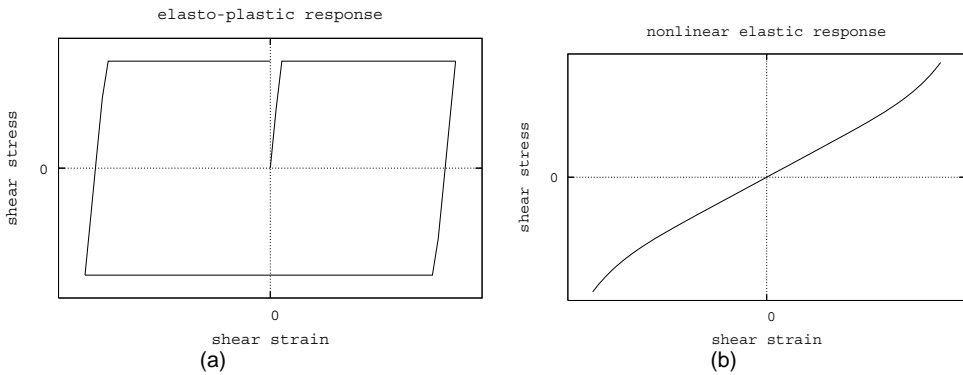 elasto-plastic response
shear stress
0
0
shear strain
(a)
nonlinear elastic response
shear stress
0
0
shear strain
(b)